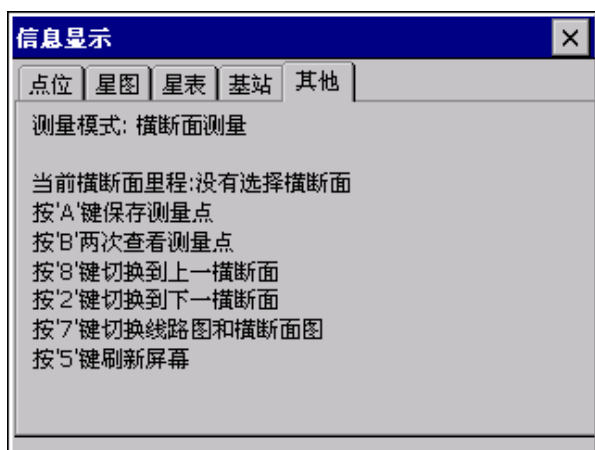 信息显示
点位 星图 星表 基站 其他
测量模式: 横断面测量
当前横断面里程:没有选择横断面
按'A'键保存测量点
按'B'两次查看测量点
按'8'键切换到上一横断面
按'2'键切换到下一横断面
按'7'键切换线路图和横断面图
按'5'键刷新屏幕